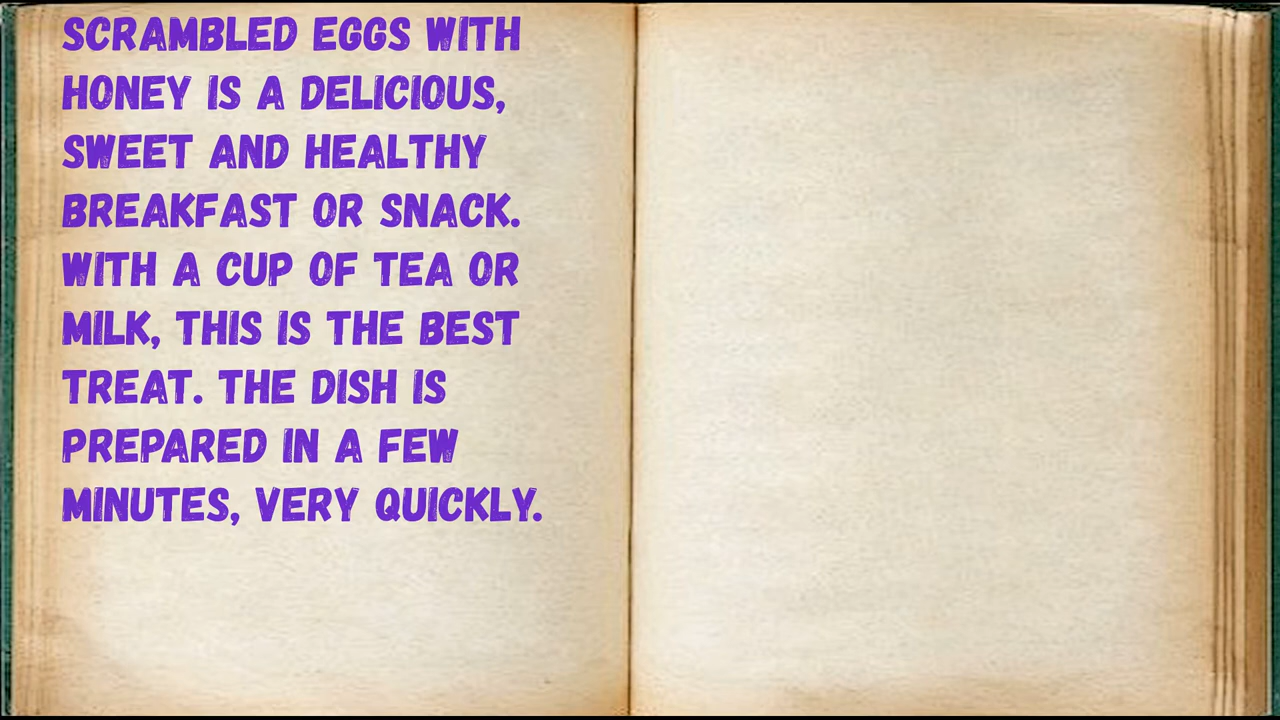 SCRAMBLED EGGS WITH
HONEY IS A DELICIOUS,
SWEET AND HEALTHY
BREAKFAST OR SNACK.
WITH A CUP OF TEA OR
MILK, THIS IS THE BEST
TREAT. THE DISH IS
PREPARED IN A FEW
MINUTES, VERY QUICKLY.